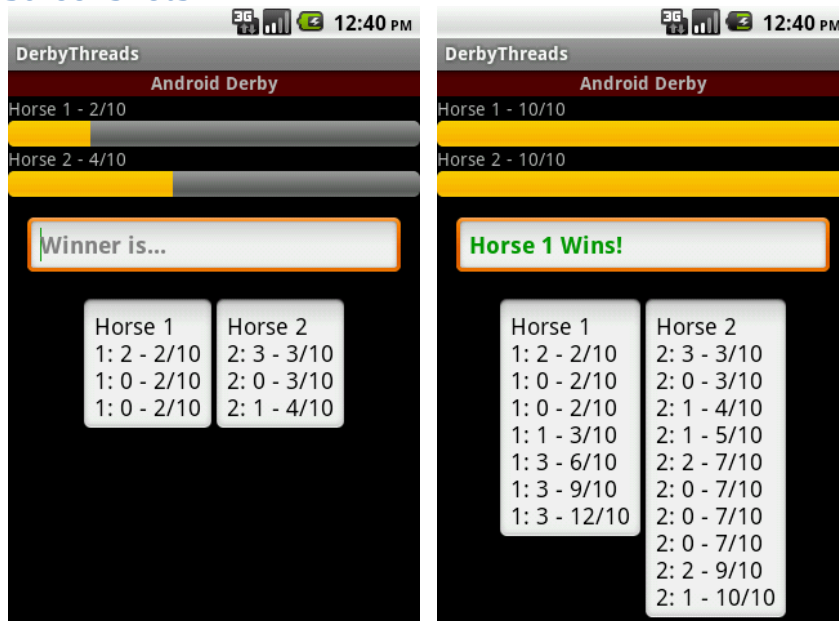 3G 12:40 PM
DerbyThreads
Android Derby
Horse 1 - 2/10
Horse 2 - 4/10
Winner is...
Horse 1
1: 2 - 2/10
1: 0 - 2/10
1: 0 - 2/10
Horse 2
2: 3 - 3/10
2: 0 - 3/10
2: 1 - 4/10
3G 12:40 PM
DerbyThreads
Android Derby
Horse 1 - 10/10
Horse 2 - 10/10
Horse 1 Wins!
Horse 1
1: 2 - 2/10
1: 0 - 2/10
1: 0 - 2/10
1: 1 - 3/10
1: 3 - 6/10
1: 3 - 9/10
1: 3 - 12/10
Horse 2
2: 3 - 3/10
2: 0 - 3/10
2: 1 - 4/10
2: 1 - 5/10
2: 2 - 7/10
2: 0 - 7/10
2: 0 - 7/10
2: 0 - 7/10
2: 2 - 9/10
2: 1 - 10/10